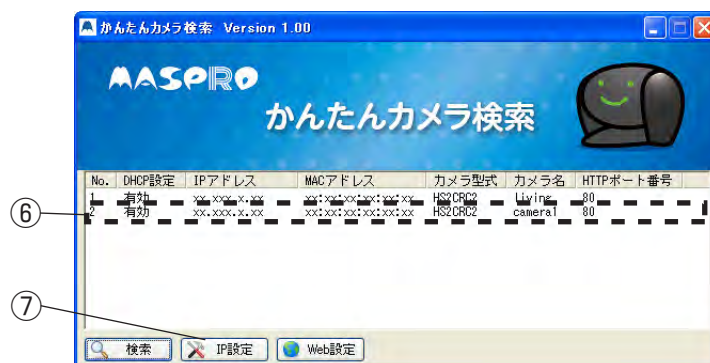 かんたんカメラ検索 Version 1.00
MASPRO
かんたんカメラ検索
No. DHCP設定 IPアドレス MACアドレス カメラ型式 カメラ名 HTTPポート番号
1 有効 xx.xxx.x.xx xx:xx:xx:xx:xx:xx HS2CRC2 Living 80
⑥
2 有効 xx.xxx.x.xx xx:xx:xx:xx:xx:xx HS2CRC2 camera1 80
⑦
検索 IP設定 Web設定